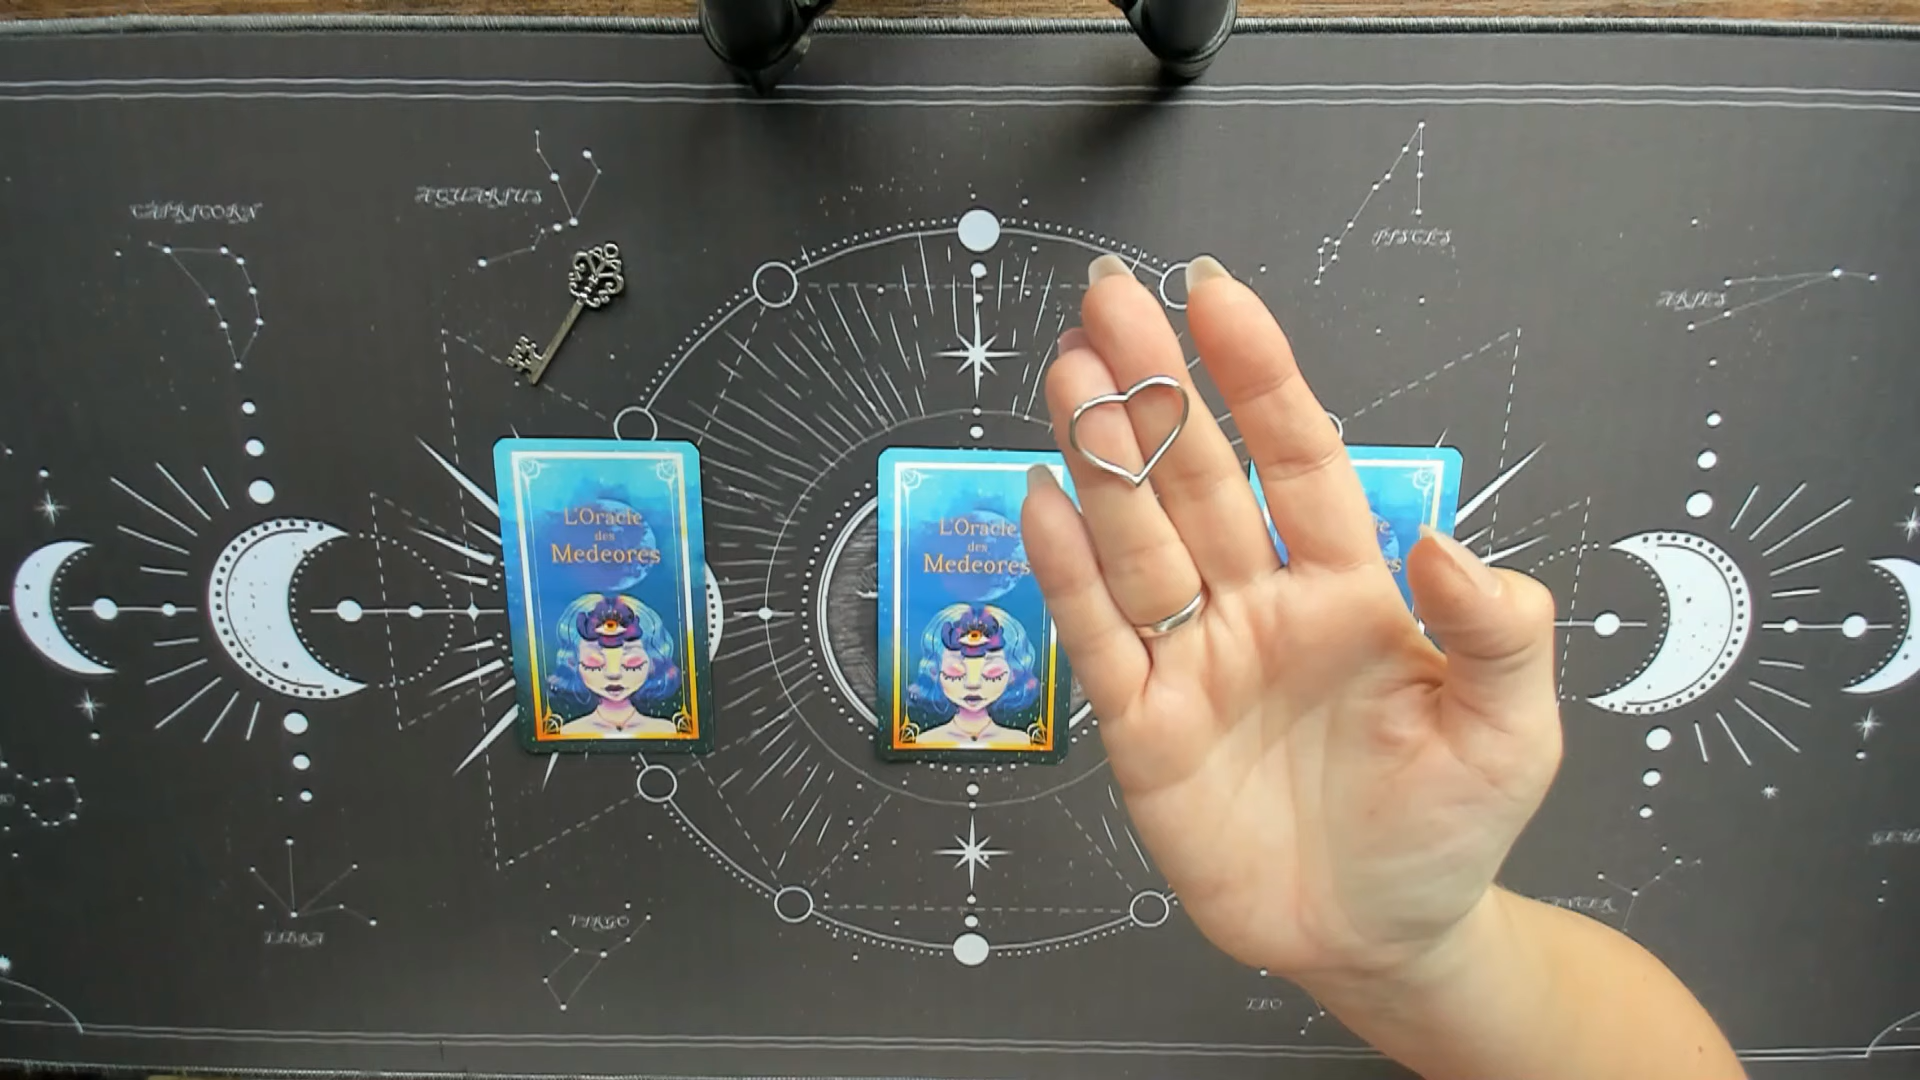 CAPRICORN
AQUARIUS
PISCES
ARIES
L'Oracle
des
Medeores
L'Oracle
des
Medeores
LIBRA
VIRGO
LEO